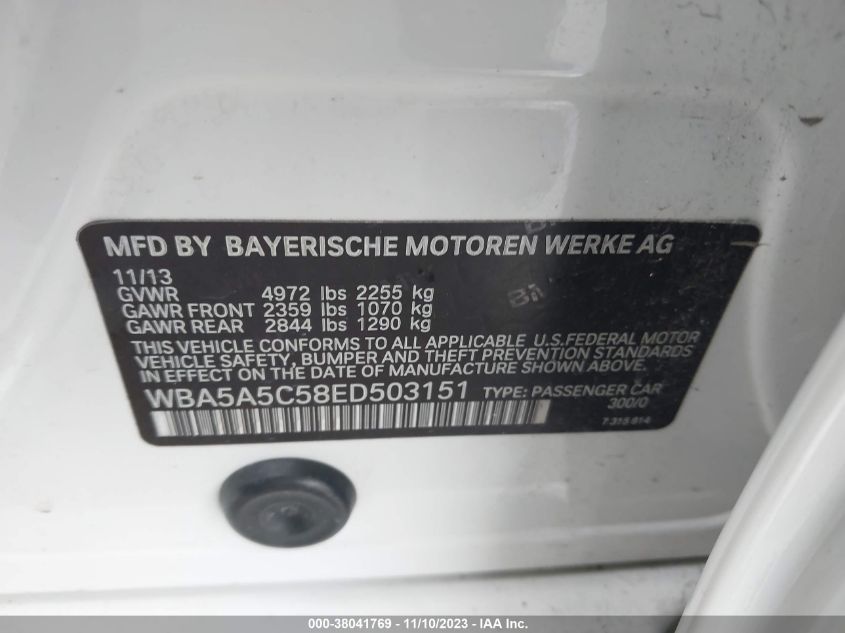 MFD BY BAYERISCHE MOTOREN WERKE AG
11/13
GVWR 4972 lbs 2255 kg
GAWR FRONT 2359 lbs 1070 kg
GAWR REAR 2844 lbs 1290 kg
THIS VEHICLE CONFORMS TO ALL APPLICABLE U.S.FEDERAL MOTOR
VEHICLE SAFETY, BUMPER AND THEFT PREVENTION STANDARDS
IN EFFECT ON THE DATE OF MANUFACTURE SHOWN ABOVE.
WBA5A5C58ED503151 TYPE: PASSENGER CAR
300/0
7 315 614
000-38041769 - 11/10/2023 - IAA Inc.